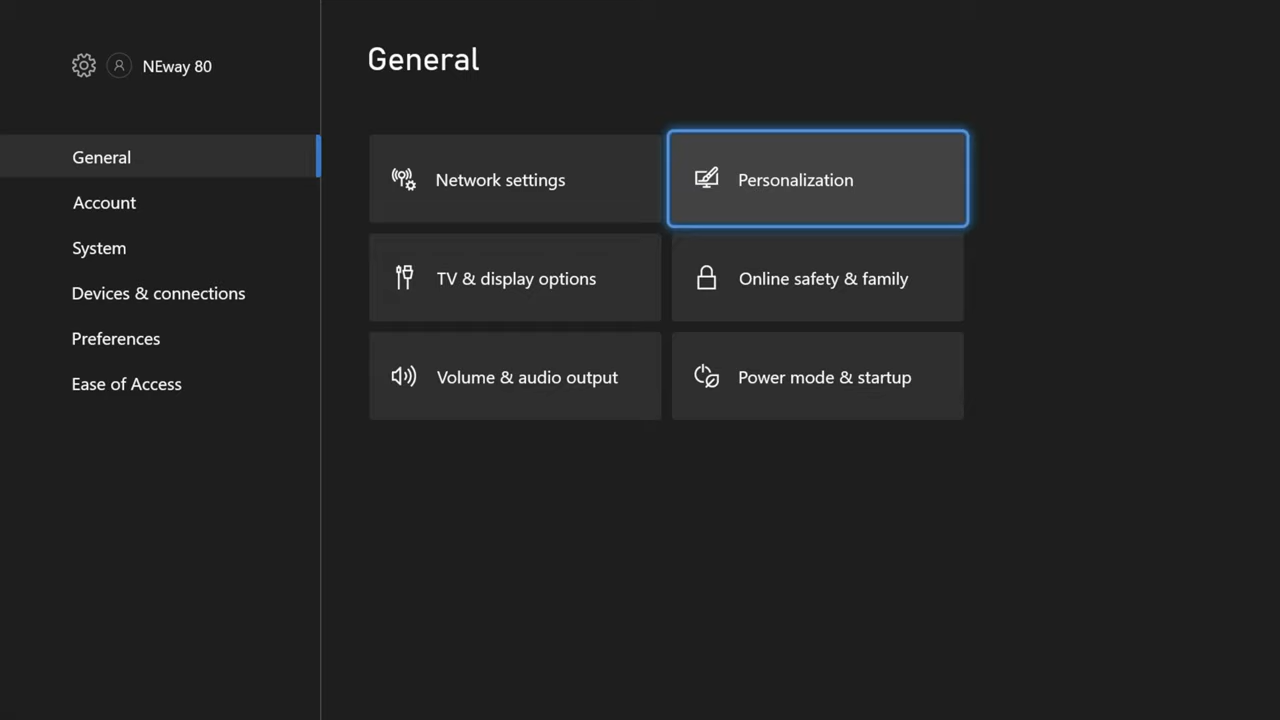 NEway 80
General
Account
System
Devices & connections
Preferences
Ease of Access
General
Network settings
Personalization
TV & display options
Online safety & family
Volume & audio output
Power mode & startup